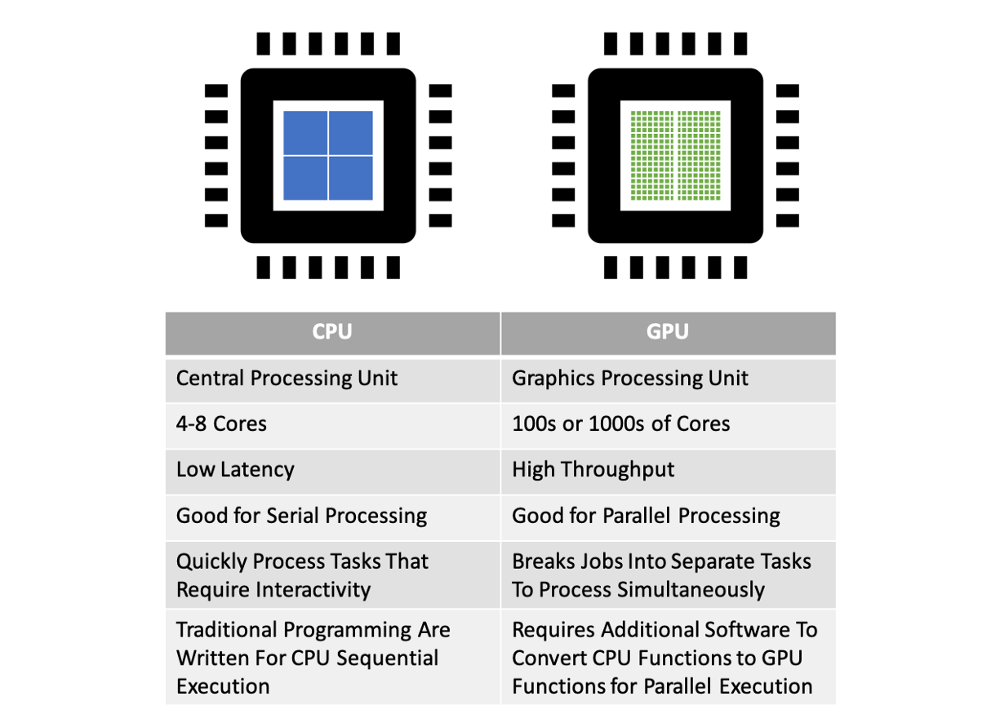 CPU
GPU
Central Processing Unit
Graphics Processing Unit
4-8 Cores
100s or 1000s of Cores
Low Latency
High Throughput
Good for Serial Processing
Good for Parallel Processing
Quickly Process Tasks That
Require Interactivity
Breaks Jobs Into Separate Tasks
To Process Simultaneously
Traditional Programming Are
Written For CPU Sequential
Execution
Requires Additional Software To
Convert CPU Functions to GPU
Functions for Parallel Execution